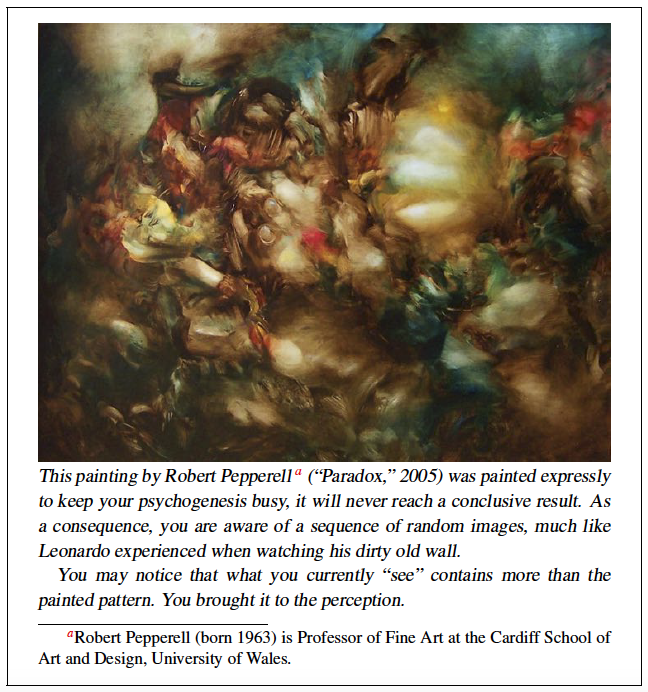 This painting by Robert Pepperell a (“Paradox,” 2005) was painted expressly
to keep your psychogenesis busy, it will never reach a conclusive result. As
a consequence, you are aware of a sequence of random images, much like
Leonardo experienced when watching his dirty old wall.
You may notice that what you currently “see” contains more than the
painted pattern. You brought it to the perception.
aRobert Pepperell (born 1963) is Professor of Fine Art at the Cardiff School of
Art and Design, University of Wales.